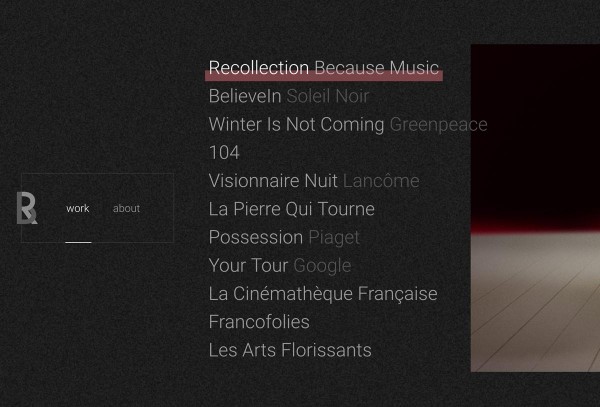 Recollection Because Music
BelieveIn Soleil Noir
Winter Is Not Coming Greenpeace
104
Visionnaire Nuit Lancôme
La Pierre Qui Tourne
Possession Piaget
Your Tour Google
La Cinémathèque Française
Francofolies
Les Arts Florissants
R
work about